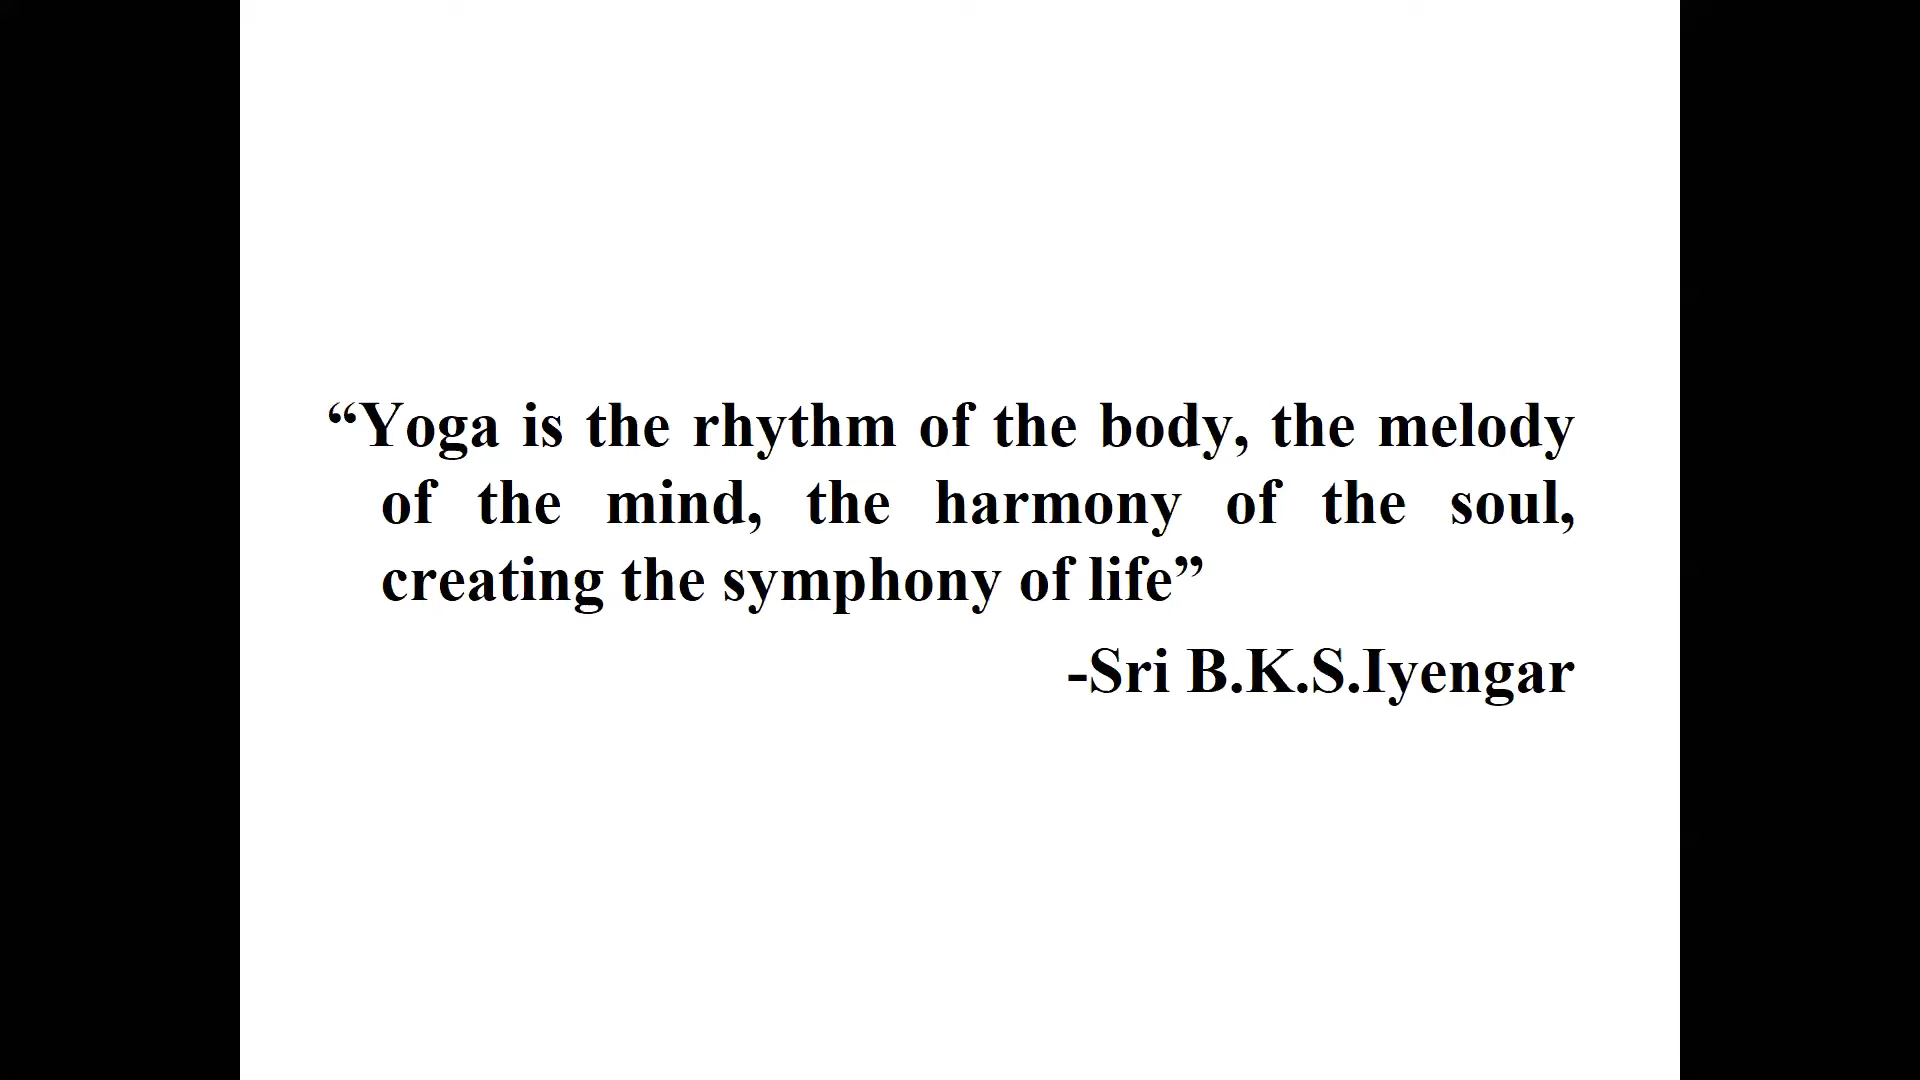 “Yoga is the rhythm of the body, the melody
of the mind, the harmony of the soul,
creating the symphony of life”
-Sri B.K.S.Iyengar